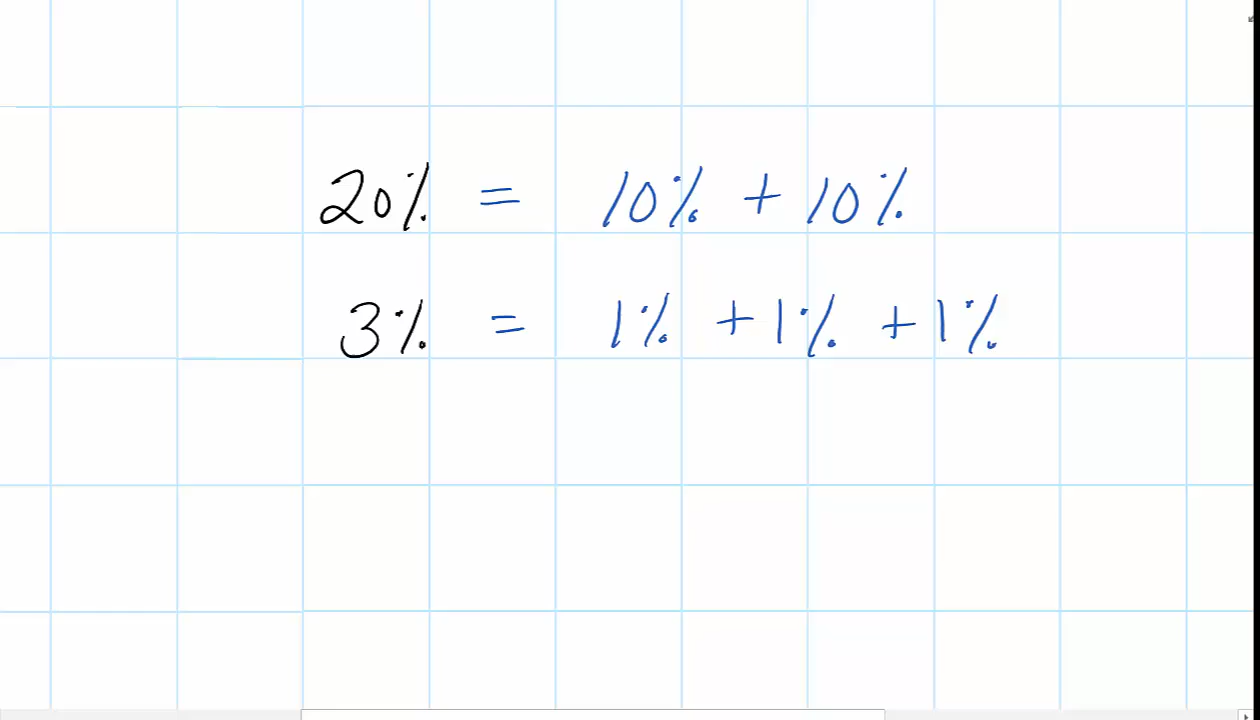 20% = 10% + 10%
3% = 1% + 1% + 1%